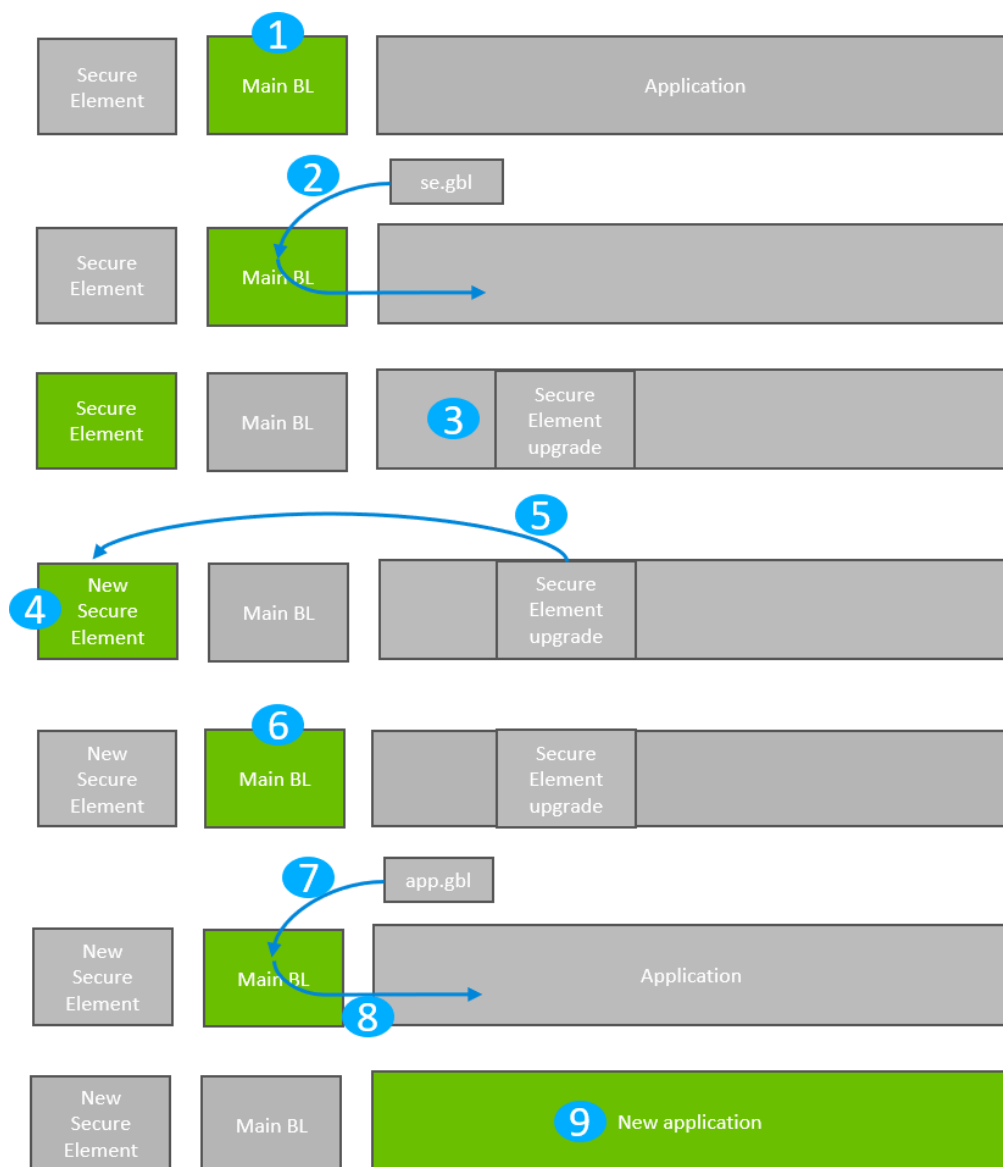 1
Secure
Element
Main BL
Application
2
se.gbl
Secure
Element
Main BL
Secure
Element
Main BL
3
Secure
Element
upgrade
5
4
New
Secure
Element
Main BL
Secure
Element
upgrade
6
New
Secure
Element
Main BL
Secure
Element
upgrade
7
app.gbl
New
Secure
Element
Main BL
Application
8
New
Secure
Element
Main BL
9
New application